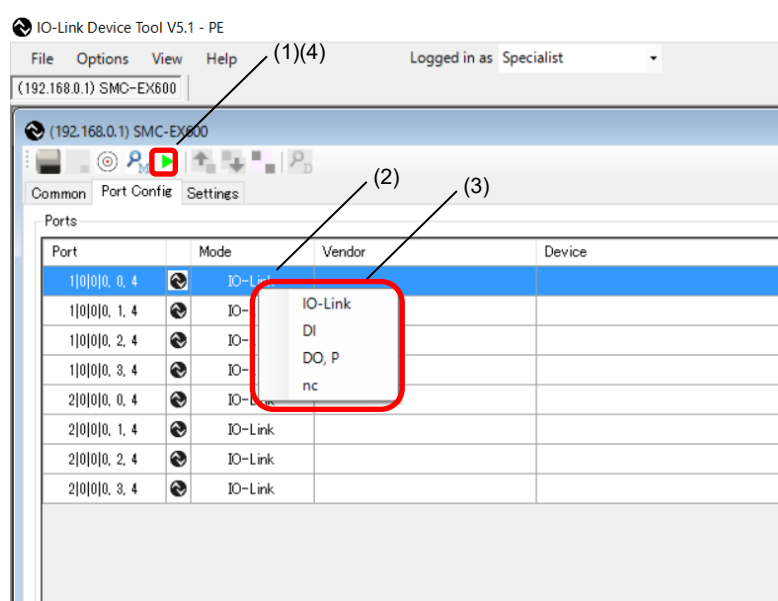 IO-Link Device Tool V5.1 - PE
File Options View Help Logged in as Specialist
(1)(4)
(192.168.0.1) SMC-EX600
(192.168.0.1) SMC-EX600
M D
Common Port Config Settings
(2)
(3)
Ports
Port Mode Vendor Device
1|0|0|0, 0, 4 IO-Link
1|0|0|0, 1, 4 IO-
1|0|0|0, 2, 4 IO-
1|0|0|0, 3, 4 IO-
2|0|0|0, 0, 4 IO-Link
2|0|0|0, 1, 4 IO-Link
2|0|0|0, 2, 4 IO-Link
2|0|0|0, 3, 4 IO-Link
IO-Link
DI
DO, P
nc